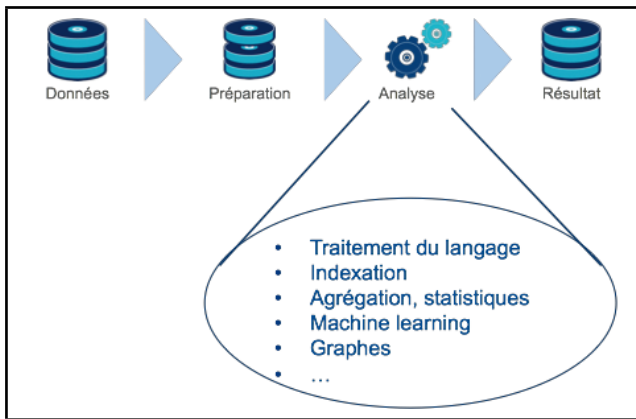 Données
Préparation
Analyse
Résultat
• Traitement du langage
• Indexation
• Agrégation, statistiques
• Machine learning
• Graphes
• ...